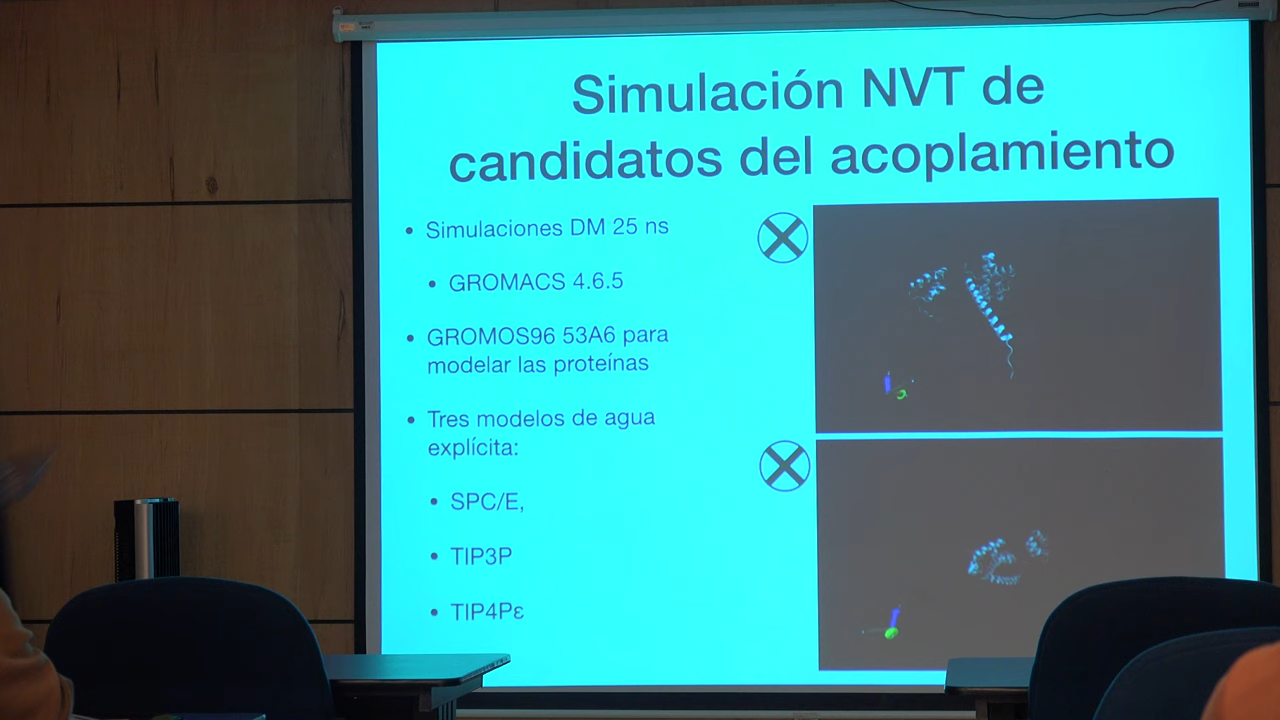 Simulación NVT de
candidatos del acoplamiento
• Simulaciones DM 25 ns
• GROMACS 4.6.5
• GROMOS96 53A6 para
modelar las proteínas
• Tres modelos de agua
explícita:
• SPC/E,
• TIP3P
• TIP4Pε